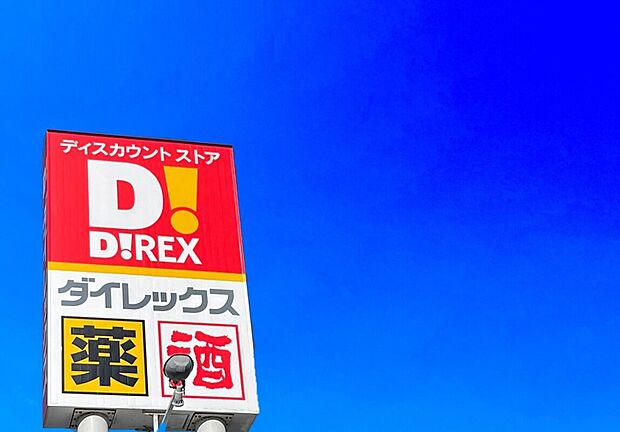 ディスカウント ストア
D!
D!REX
ダイレックス
薬 酒